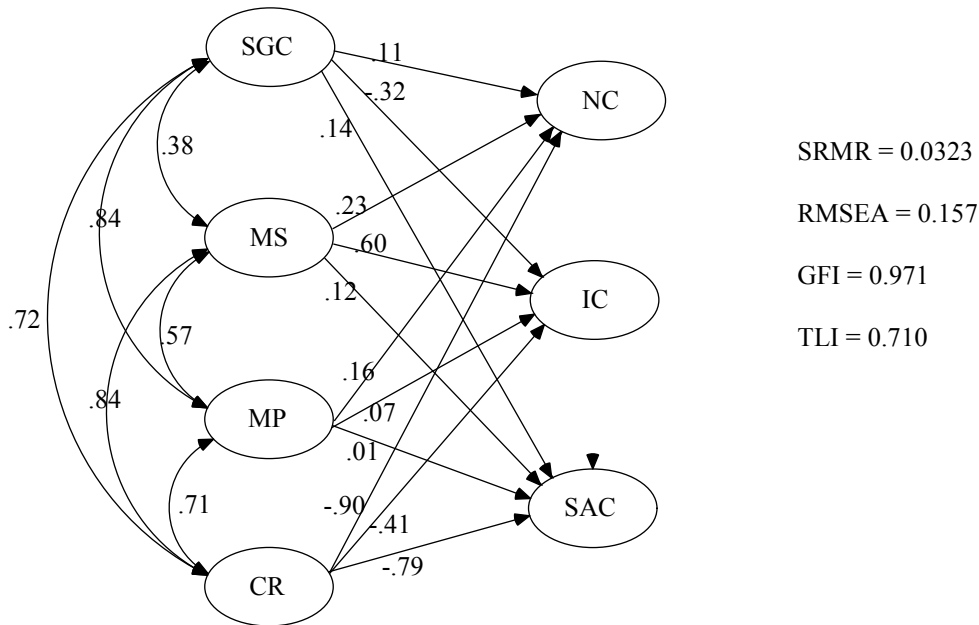 SGC
.11
NC
-.32
.14
.38
SRMR = 0.0323
.84
.23
RMSEA = 0.157
MS
.60
GFI = 0.971
IC
.12
.72
.57
TLI = 0.710
.84
.16
MP
.07
.01
.71
-.90
SAC
-.41
-.79
CR